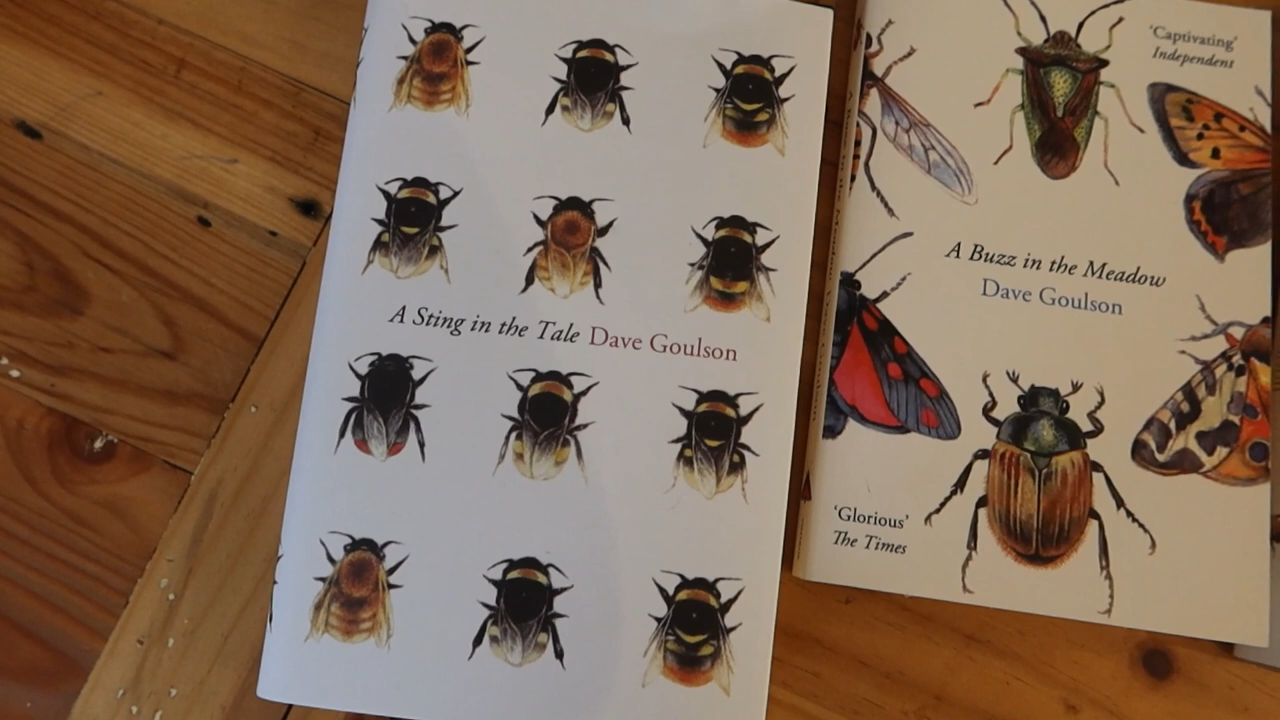 A Sting in the Tale Dave Goulson
'Captivating'
Independent
A Buzz in the Meadow
Dave Goulson
'Glorious'
The Times